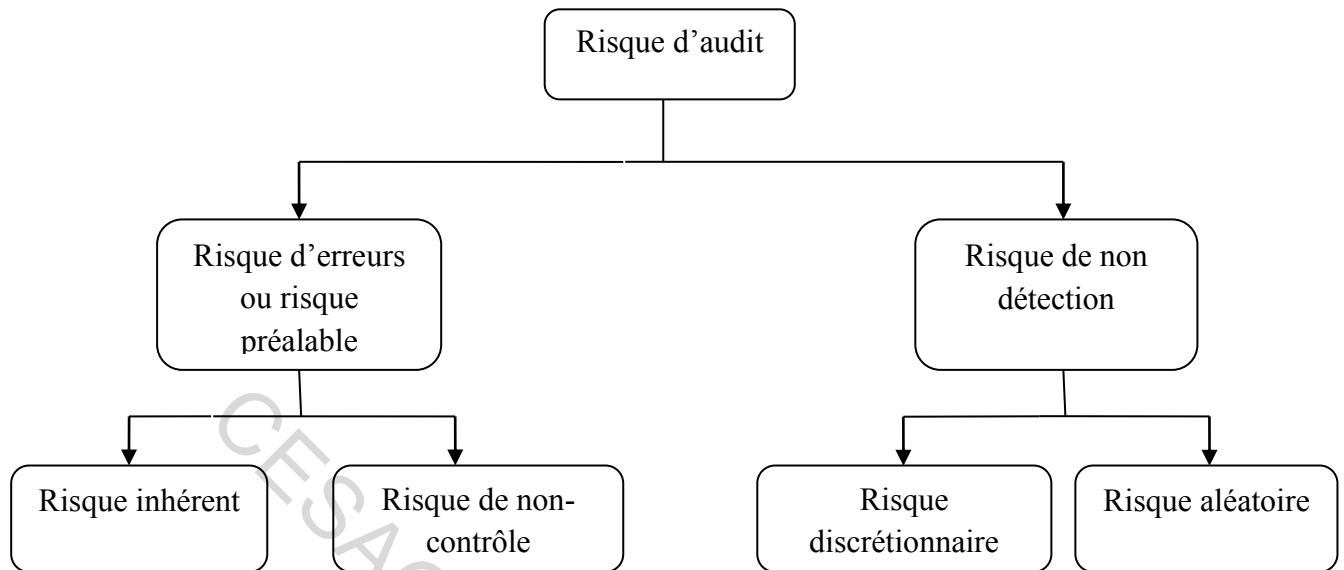 Risque d’audit
Risque d’erreurs
ou risque
préalable
Risque de non
détection
Risque inhérent
Risque de non-
contrôle
Risque
discrétionnaire
Risque aléatoire